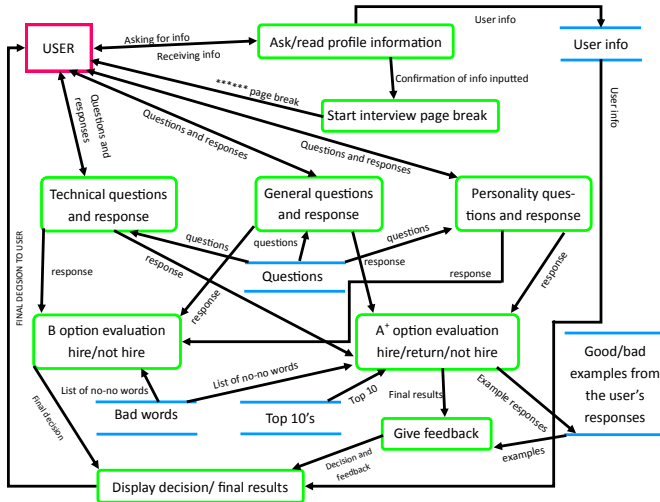 User info
USER
Asking for info
Receiving info
Ask/read profile information
User info
Confirmation of info inputted
****** page break
Start interview page break
User info
Questions and
responses
Questions and responses
Questions and responses
Technical questions
and response
General questions
and response
Personality ques-
tions and response
questions
questions
questions
Questions
response
response
response
response
response
response
FINAL DECISION TO USER
B option evaluation
hire/not hire
A+ option evaluation
hire/return/not hire
Good/bad
examples from
the user's
responses
List of no-no words
List of no-no words
Top 10
Final results
Example responses
Final decision
Bad words
Top 10's
Give feedback
examples
Decision and
feedback
Display decision/ final results